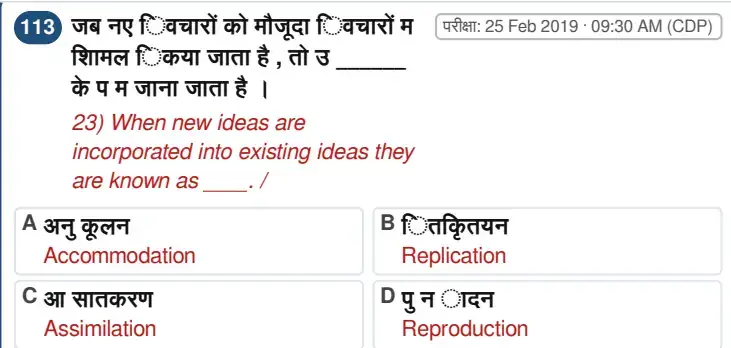 113 जब नए िवचारों को मौजूदा िवचारों म
परीक्षा: 25 Feb 2019 · 09:30 AM (CDP)
शािमल िकया जाता है , तो उ ______
के प म जाना जाता है ।
23) When new ideas are
incorporated into existing ideas they
are known as ____. /
A अनु कूलन
Accommodation
B ितकृितयन
Replication
C आ सातकरण
Assimilation
D पु न ादन
Reproduction